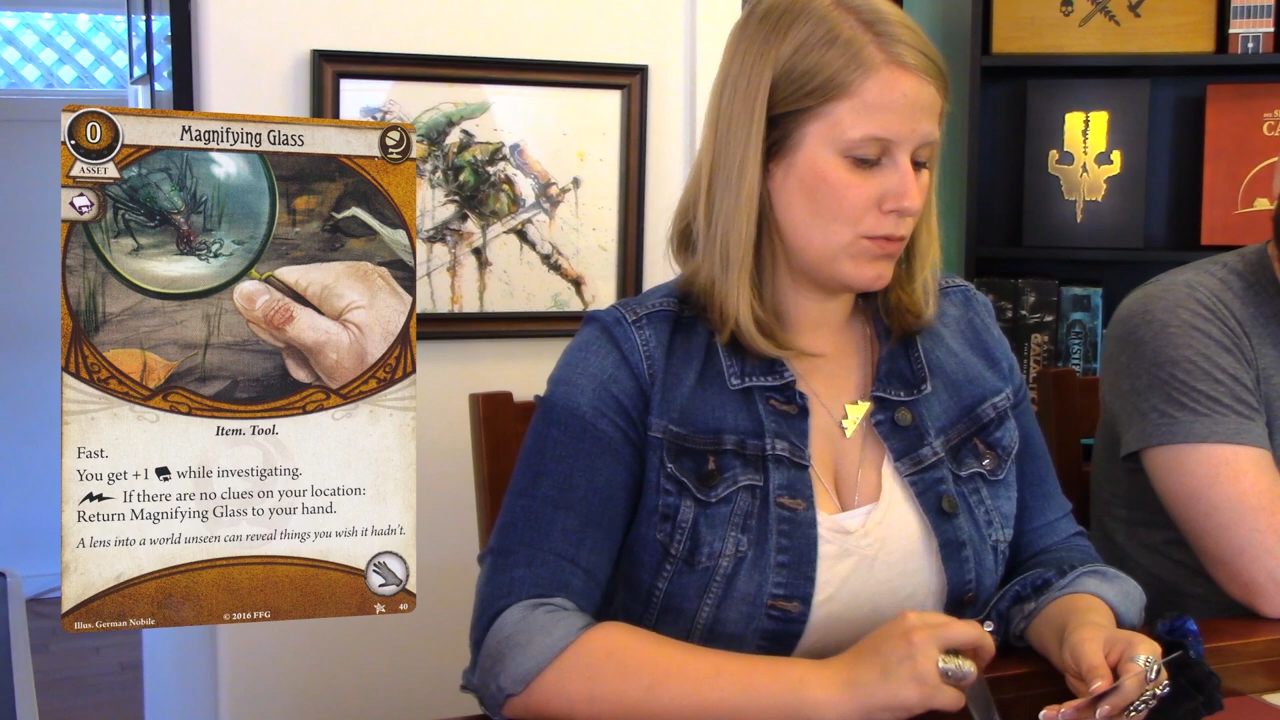 0
Magnifying Glass
ASSET
Item. Tool.
Fast.
You get +1 while investigating.
If there are no clues on your location:
Return Magnifying Glass to your hand.
A lens into a world unseen can reveal things you wish it hadn't.
Illus. German Nobile
© 2016 FFG
40